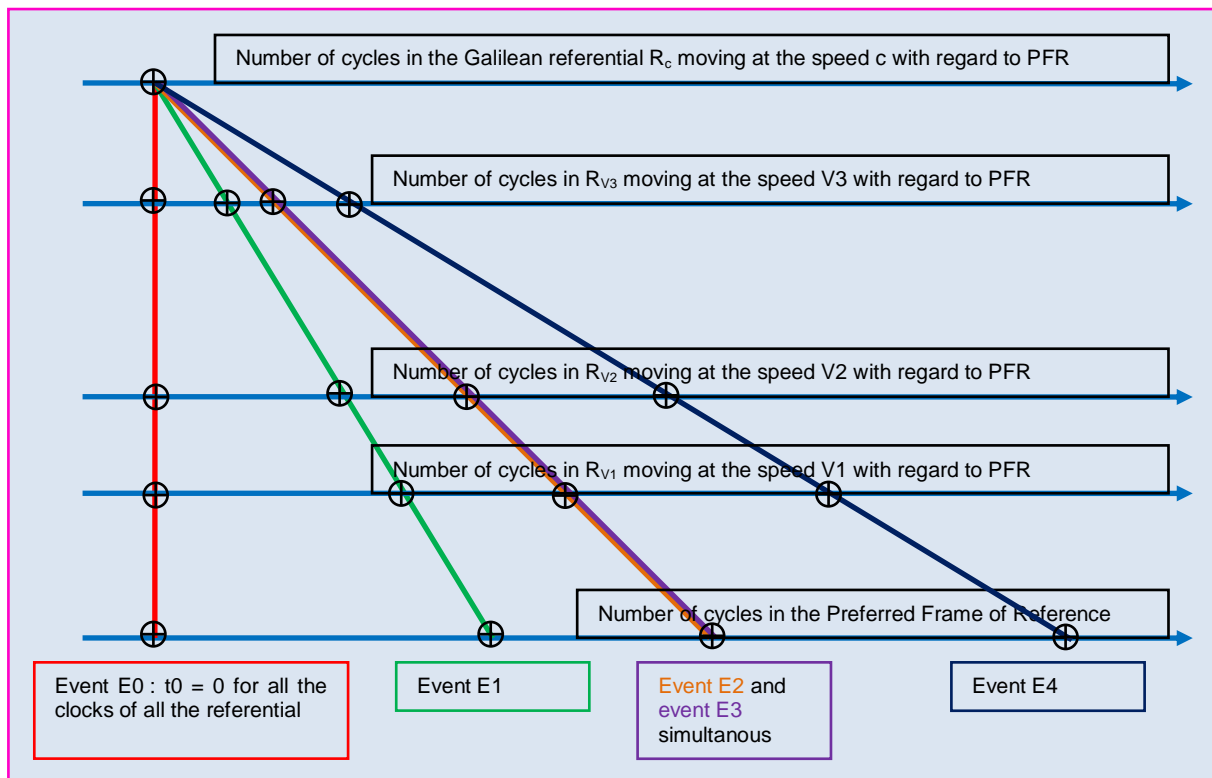 Number of cycles in the Galilean referential Rc moving at the speed c with regard to PFR
Number of cycles in RV3 moving at the speed V3 with regard to PFR
Number of cycles in RV2 moving at the speed V2 with regard to PFR
Number of cycles in RV1 moving at the speed V1 with regard to PFR
Number of cycles in the Preferred Frame of Reference
Event E0 : t0 = 0 for all the
clocks of all the referential
Event E1
Event E2 and
event E3
simultanous
Event E4